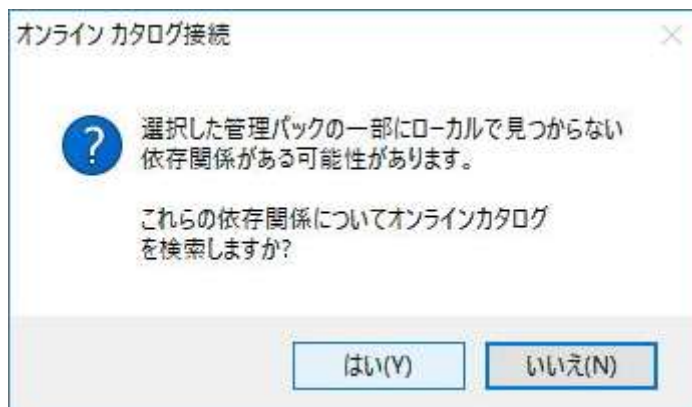 オンライン カタログ接続
選択した管理パックの一部にローカルで見つからない
依存関係がある可能性があります。
これらの依存関係についてオンラインカタログ
を検索しますか?
はい(Y)
いいえ(N)